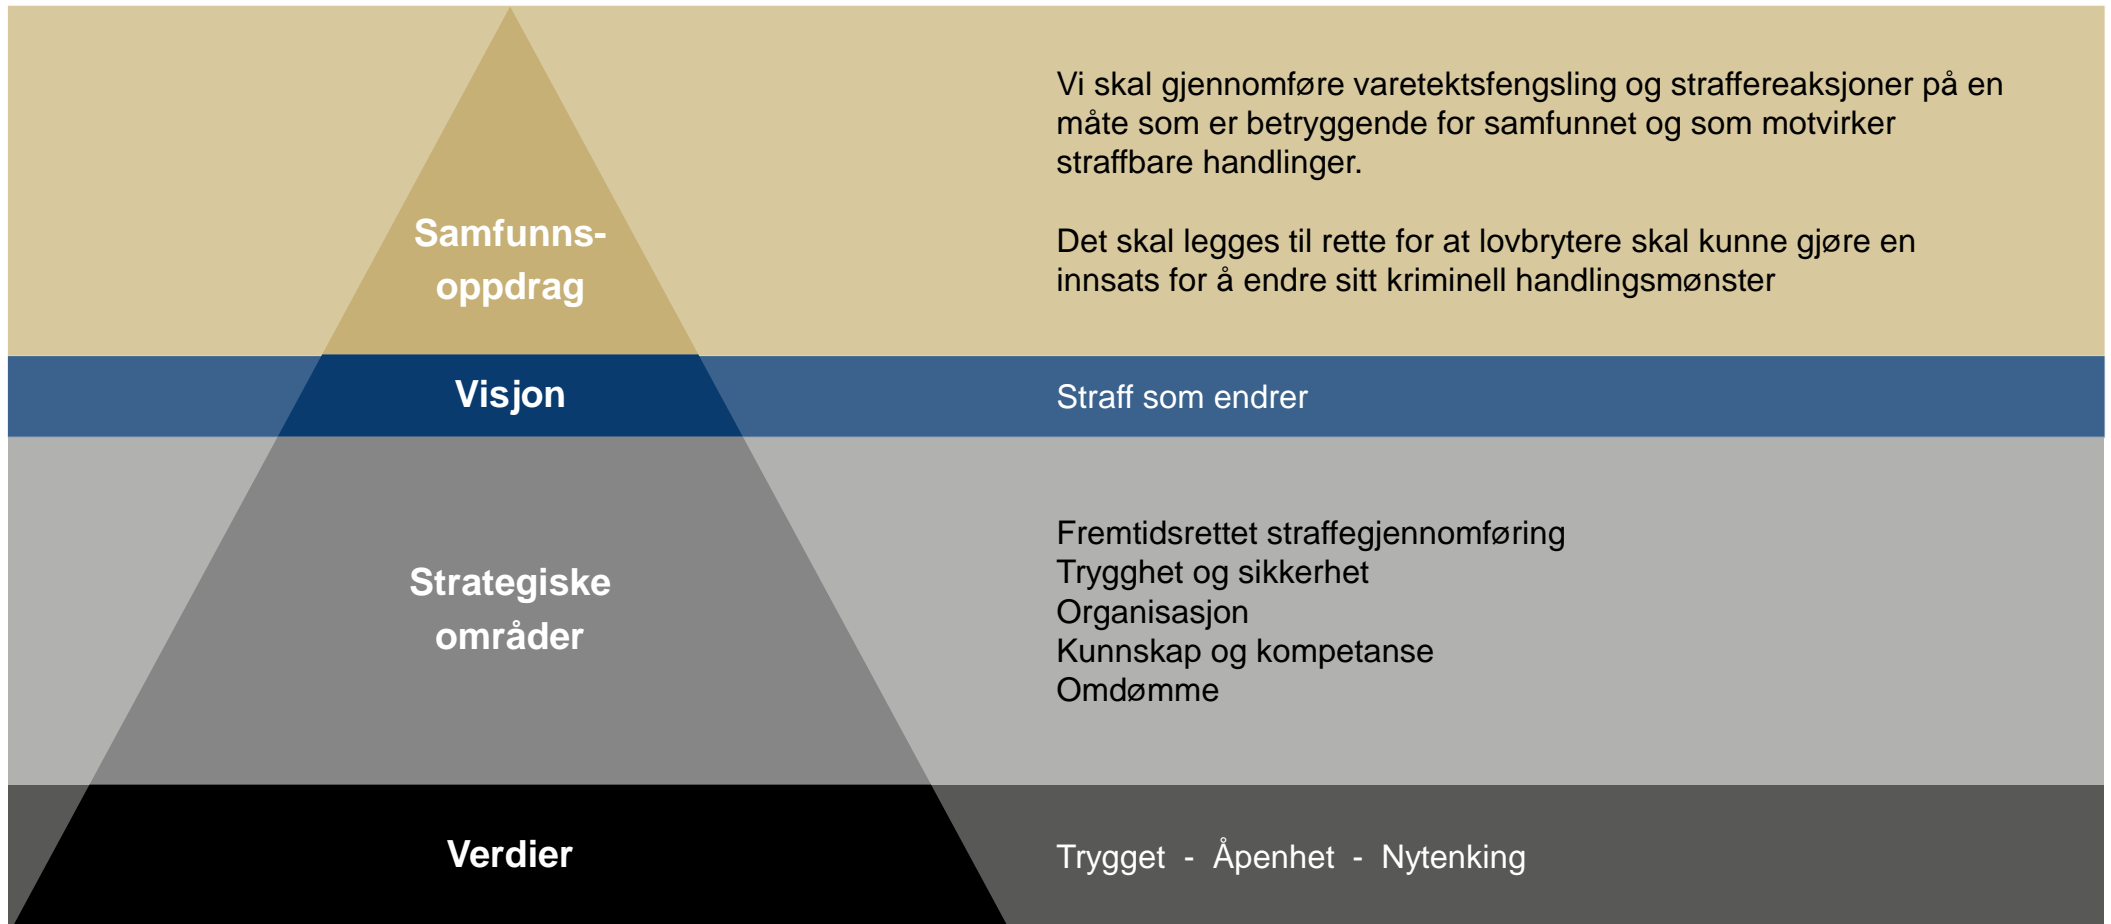 Samfunns-
oppdrag
Vi skal gjennomføre varetektsfengsling og straffereaksjoner på en
måte som er betryggende for samfunnet og som motvirker
straffbare handlinger.
Det skal legges til rette for at lovbrytere skal kunne gjøre en
innsats for å endre sitt kriminell handlingsmønster
Visjon
Straff som endrer
Strategiske
områder
Fremtidsrettet straffegjennomføring
Trygghet og sikkerhet
Organisasjon
Kunnskap og kompetanse
Omdømme
Verdier
Trygget - Åpenhet - Nytenking